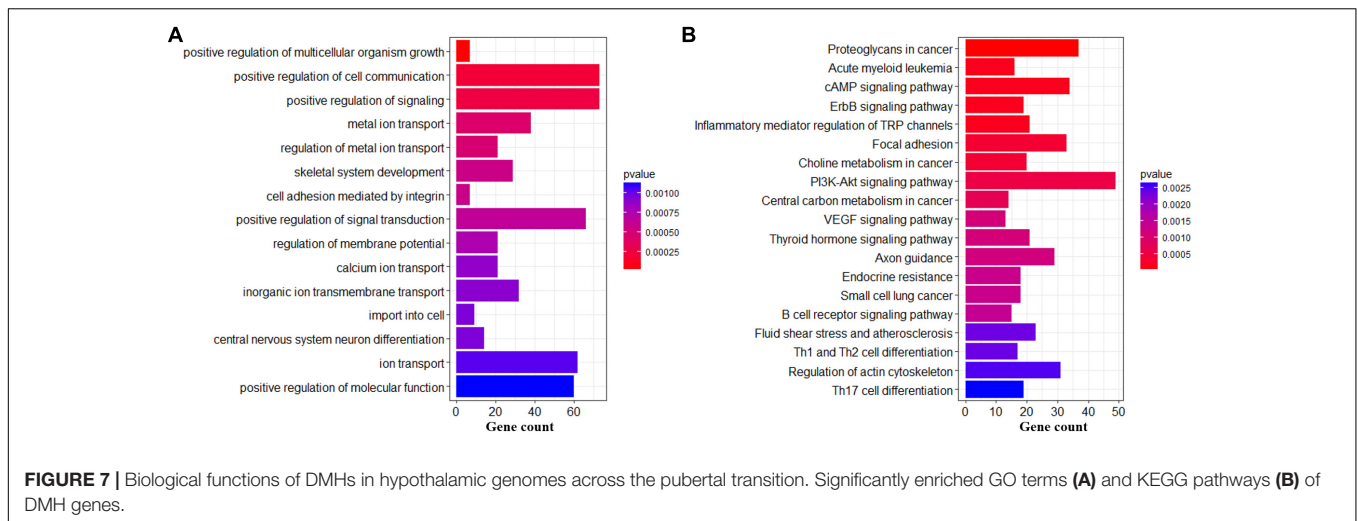 A
positive regulation of multicellular organism growth
positive regulation of cell communication
positive regulation of signaling
metal ion transport
regulation of metal ion transport
skeletal system development
cell adhesion mediated by integrin
positive regulation of signal transduction
regulation of membrane potential
calcium ion transport
inorganic ion transmembrane transport
import into cell
central nervous system neuron differentiation
ion transport
positive regulation of molecular function
0 20 40 60
Gene count
pvalue
0.00100
0.00075
0.00050
0.00025
B
Proteoglycans in cancer
Acute myeloid leukemia
cAMP signaling pathway
ErbB signaling pathway
Inflammatory mediator regulation of TRP channels
Focal adhesion
Choline metabolism in cancer
PI3K-Akt signaling pathway
Central carbon metabolism in cancer
VEGF signaling pathway
Thyroid hormone signaling pathway
Axon guidance
Endocrine resistance
Small cell lung cancer
B cell receptor signaling pathway
Fluid shear stress and atherosclerosis
Th1 and Th2 cell differentiation
Regulation of actin cytoskeleton
Th17 cell differentiation
0 10 20 30 40 50
Gene count
pvalue
0.0025
0.0020
0.0015
0.0010
0.0005
FIGURE 7 | Biological functions of DMHs in hypothalamic genomes across the pubertal transition. Significantly enriched GO terms (A) and KEGG pathways (B) of
DMH genes.